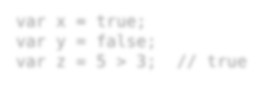 var x = true;
var y = false;
var z = 5 > 3;  // true